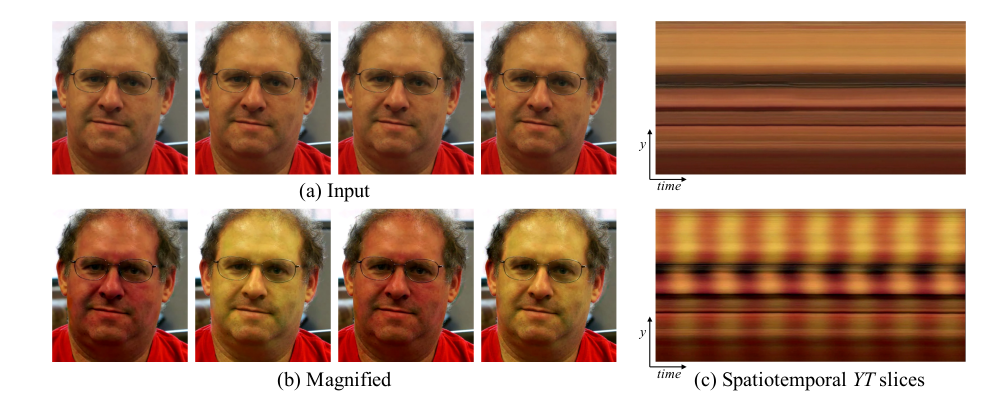 y
time
(a) Input
y
time
(b) Magnified
(c) Spatiotemporal YT slices